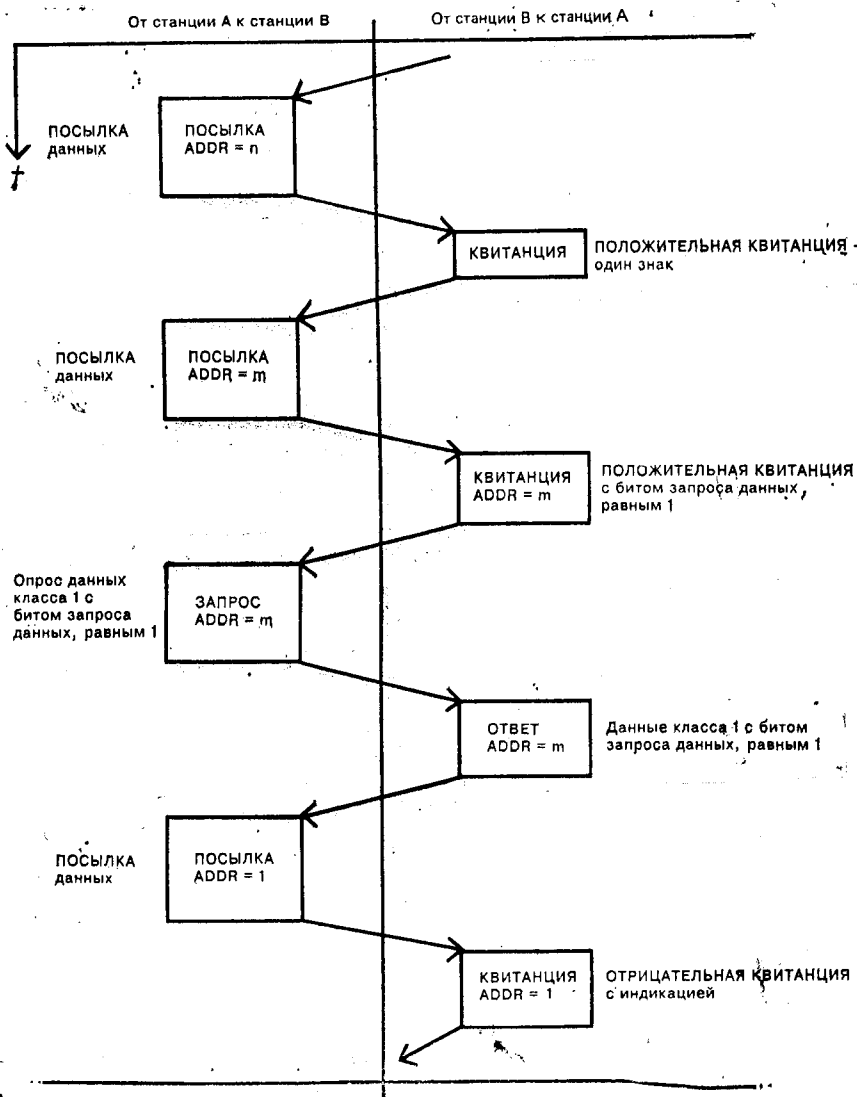 От станции А к станции В
От станции В к станции А
t
ПОСЫЛКА
данных
ПОСЫЛКА
ADDR = n
КВИТАНЦИЯ
ПОЛОЖИТЕЛЬНАЯ КВИТАНЦИЯ -
один знак
ПОСЫЛКА
данных
ПОСЫЛКА
ADDR = m
КВИТАНЦИЯ
ADDR = m
ПОЛОЖИТЕЛЬНАЯ КВИТАНЦИЯ
с битом запроса данных,
равным 1
Опрос данных
класса 1 с
битом запроса
данных, равным 1
ЗАПРОС
ADDR = m
ОТВЕТ
ADDR = m
Данные класса 1 с битом
запроса данных, равным 1
ПОСЫЛКА
данных
ПОСЫЛКА
ADDR = 1
КВИТАНЦИЯ
ADDR = 1
ОТРИЦАТЕЛЬНАЯ КВИТАНЦИЯ
с индикацией